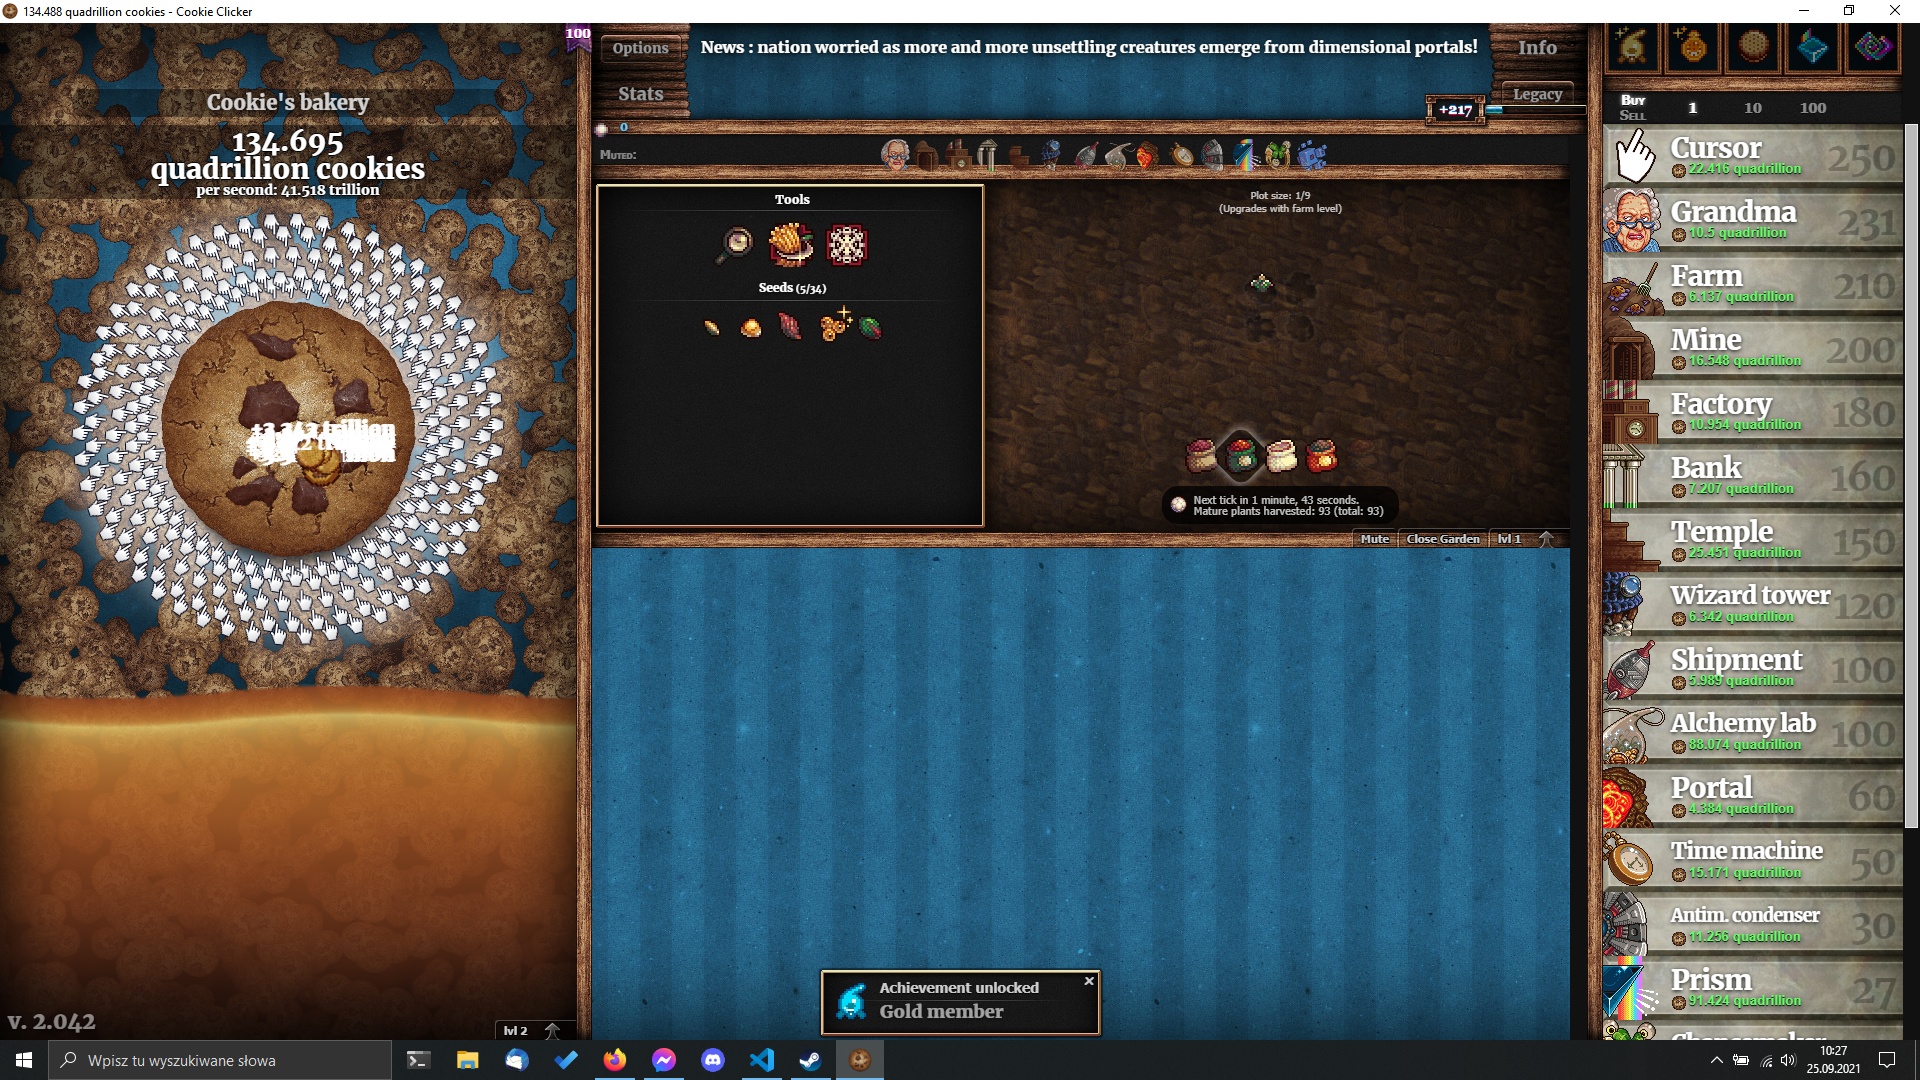 134.488 quadrillion cookies - Cookie Clicker
100
Options
Stats
News : nation worried as more and more unsettling creatures emerge from dimensional portals!
Info
Legacy
+217
Cookie's bakery
134.695
quadrillion cookies
per second: 41.518 trillion
0
Muted:
Tools
Seeds (5/34)
Plot size: 1/9
(Upgrades with farm level)
Next tick in 1 minute, 43 seconds.
Mature plants harvested: 93 (total: 93)
Mute
Close Garden
lvl 1
Buy
Sell
1
10
100
Cursor
22.416 quadrillion
250
Grandma
10.5 quadrillion
231
Farm
6.137 quadrillion
210
Mine
16.548 quadrillion
200
Factory
10.954 quadrillion
180
Bank
7.207 quadrillion
160
Temple
25.451 quadrillion
150
Wizard tower
6.342 quadrillion
120
Shipment
5.989 quadrillion
100
Alchemy lab
88.074 quadrillion
100
Portal
4.384 quadrillion
60
Time machine
15.171 quadrillion
50
Antim. condenser
11.256 quadrillion
30
Prism
91.424 quadrillion
27
Achievement unlocked
Gold member
v. 2.042
lvl 2
Wpisz tu wyszukiwane słowa
10:27
25.09.2021